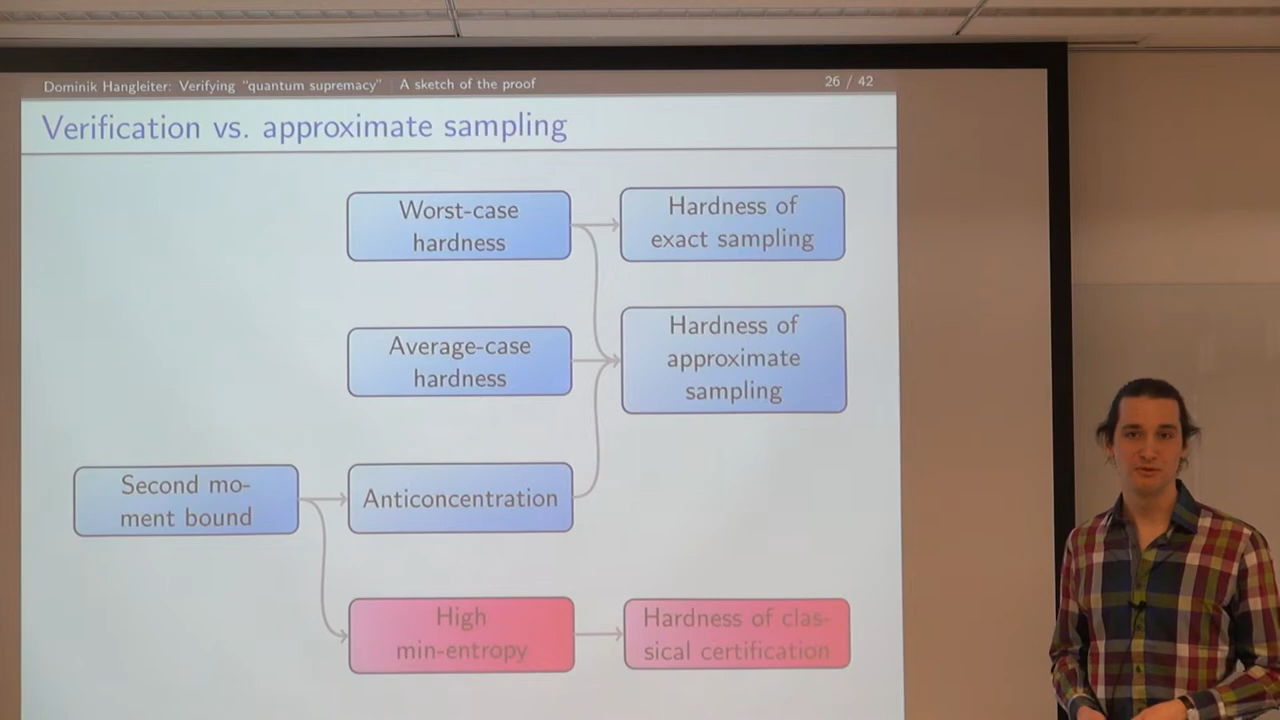 Dominik Hangleiter: Verifying “quantum supremacy” A sketch of the proof 26 / 42
Verification vs. approximate sampling
Worst-case
hardness
Hardness of
exact sampling
Average-case
hardness
Hardness of
approximate
sampling
Second mo-
ment bound
Anticoncentration
High
min-entropy
Hardness of clas-
sical certification